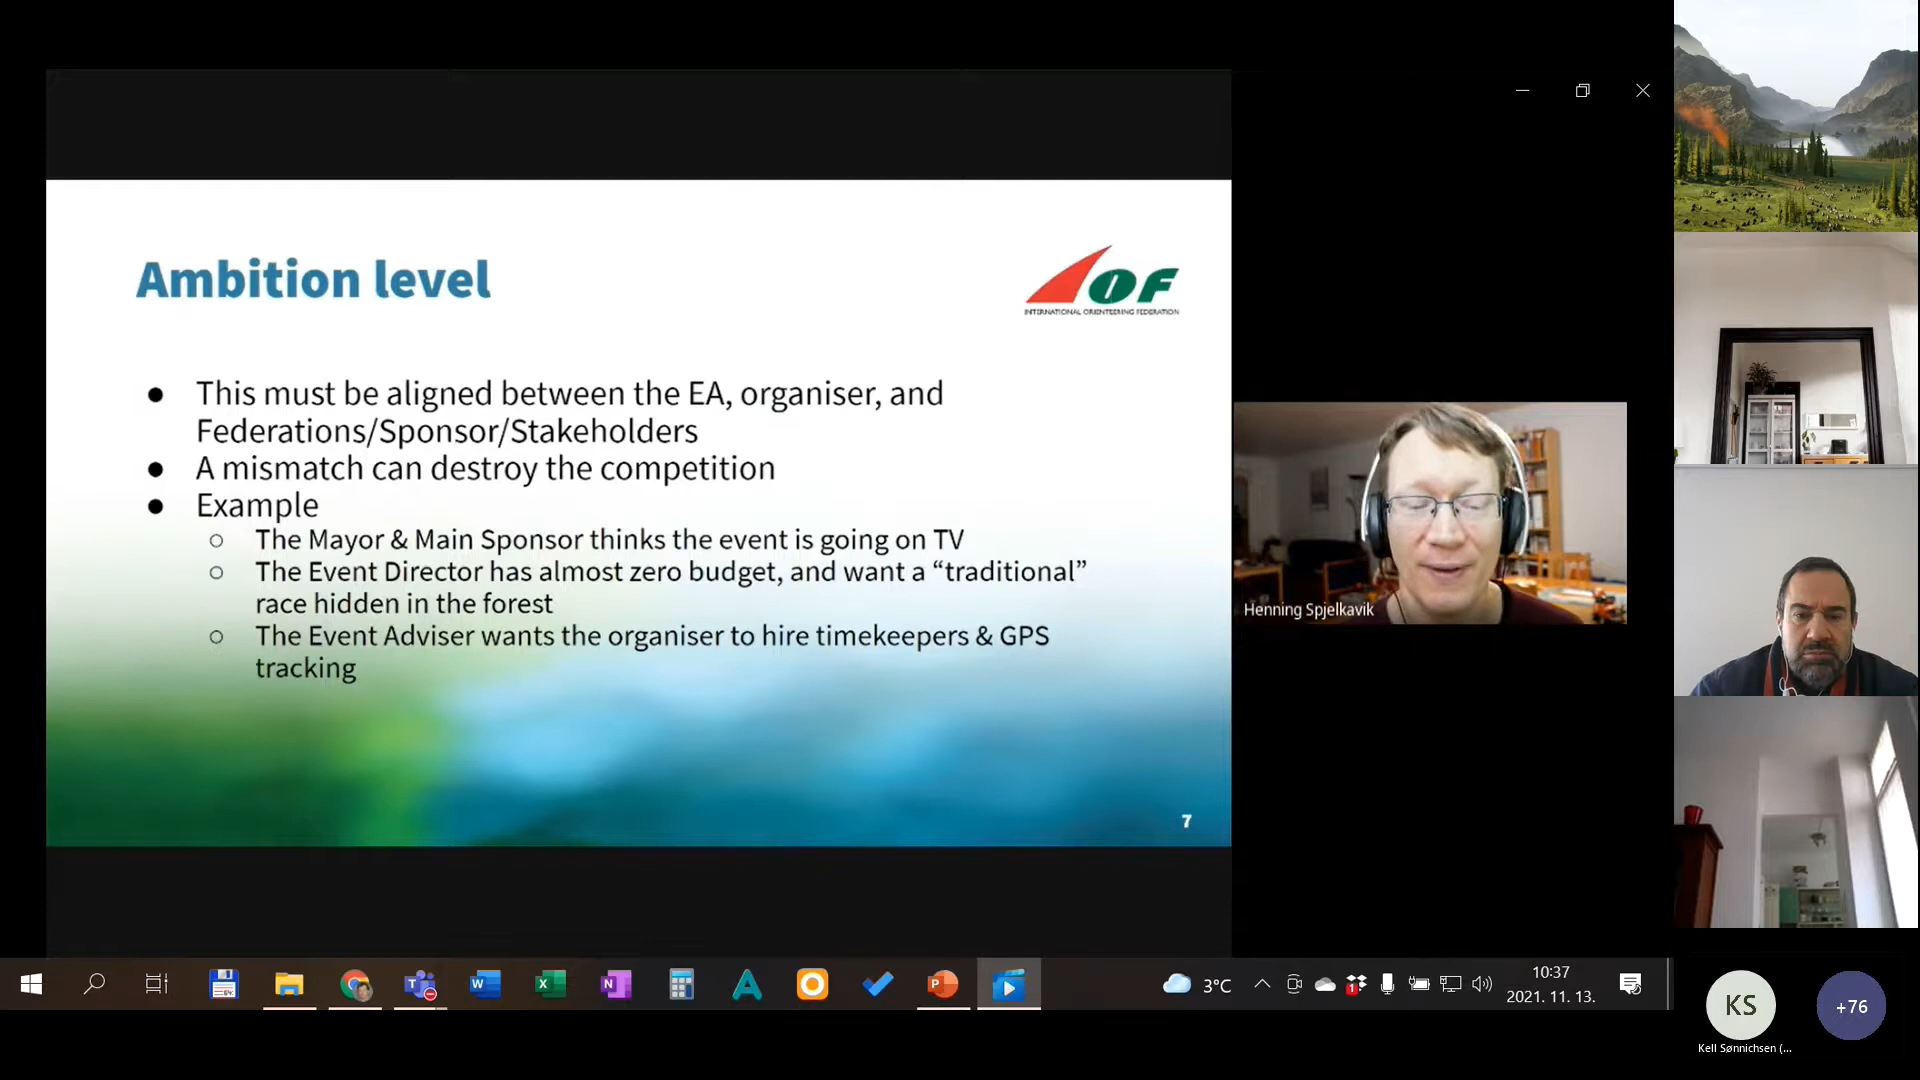 Ambition level
IOF
INTERNATIONAL ORIENTEERING FEDERATION
● This must be aligned between the EA, organiser, and
Federations/Sponsor/Stakeholders
● A mismatch can destroy the competition
● Example
○ The Mayor & Main Sponsor thinks the event is going on TV
○ The Event Director has almost zero budget, and want a “traditional”
race hidden in the forest
○ The Event Adviser wants the organiser to hire timekeepers & GPS
tracking
7
Henning Spjelkavik
3°C
10:37
2021. 11. 13.
KS
+76
Kell Sønnichsen (...